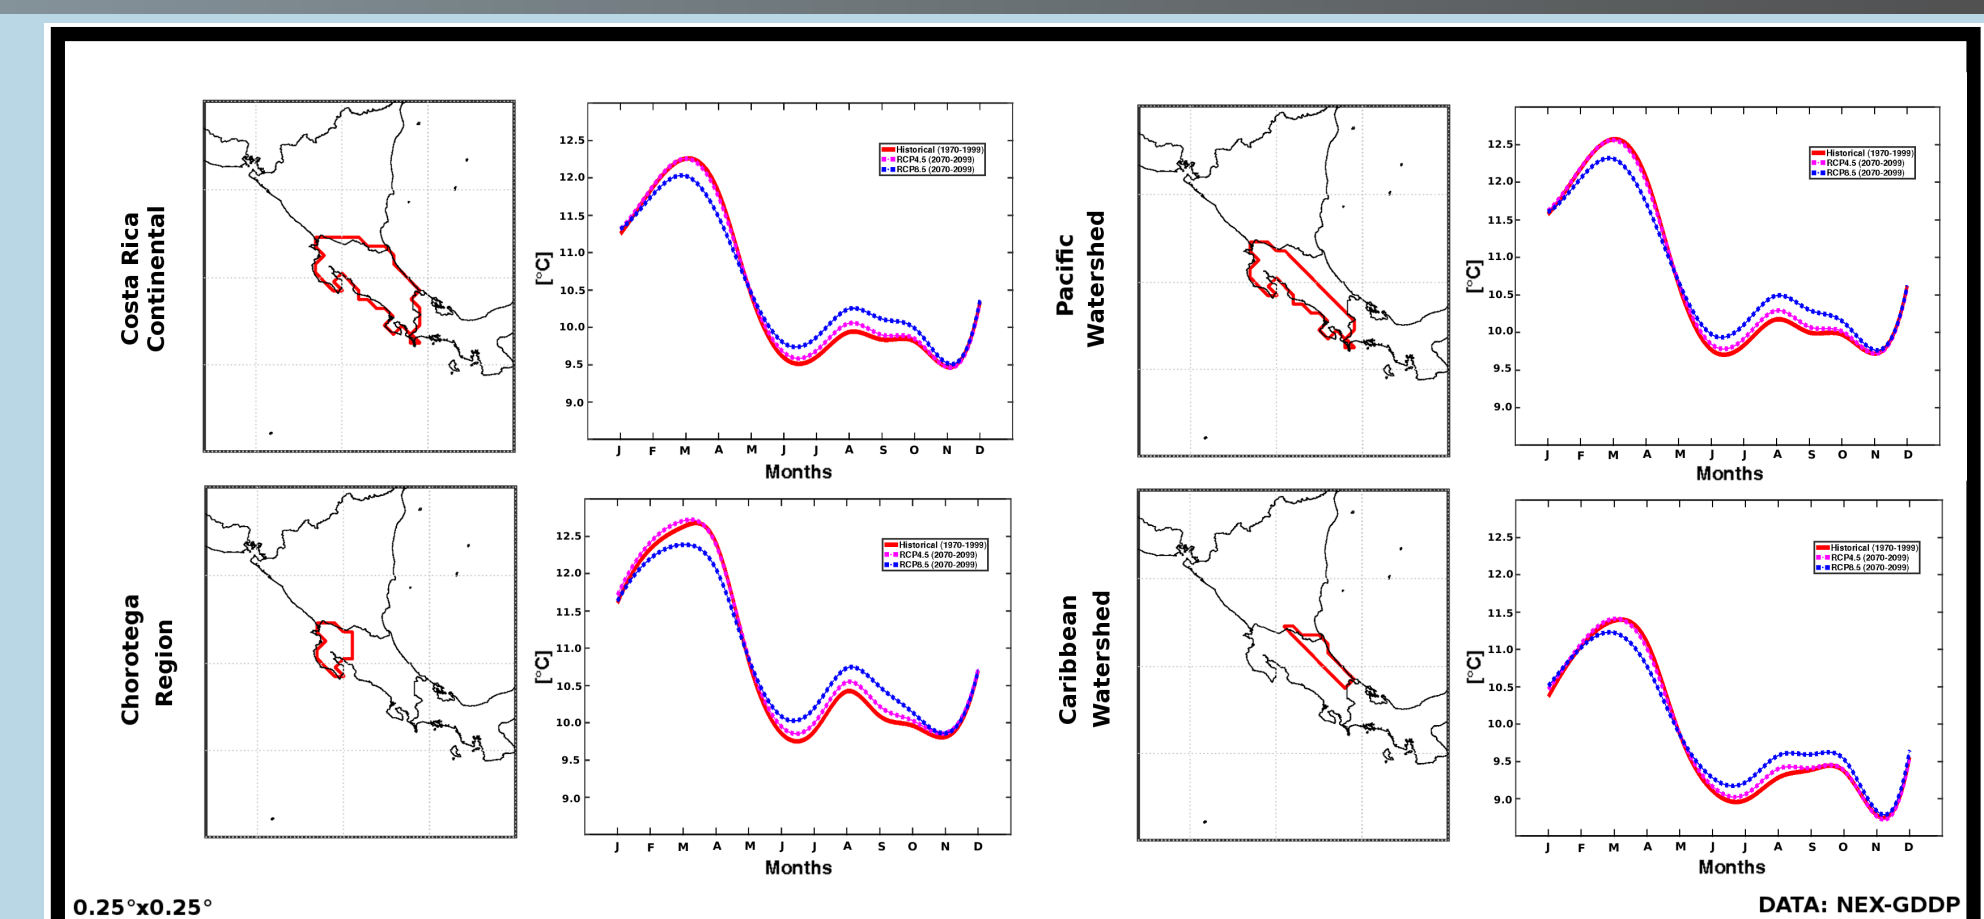 Costa Rica
Continental
12.5
12.0
11.5
11.0
10.5
10.0
9.5
9.0
[°C]
Historical (1970-1999)
RCP4.5 (2070-2099)
RCP8.5 (2070-2099)
J F M A M J J A S O N D
Months
Pacific
Watershed
12.5
12.0
11.5
11.0
10.5
10.0
9.5
9.0
[°C]
Historical (1970-1999)
RCP4.5 (2070-2099)
RCP8.5 (2070-2099)
J F M A M J J A S O N D
Months
Chorotega
Region
12.5
12.0
11.5
11.0
10.5
10.0
9.5
9.0
[°C]
Historical (1970-1999)
RCP4.5 (2070-2099)
RCP8.5 (2070-2099)
J F M A M J J A S O N D
Months
Caribbean
Watershed
12.5
12.0
11.5
11.0
10.5
10.0
9.5
9.0
[°C]
Historical (1970-1999)
RCP4.5 (2070-2099)
RCP8.5 (2070-2099)
J F M A M J J A S O N D
Months
0.25°x0.25°
DATA: NEX-GDDP